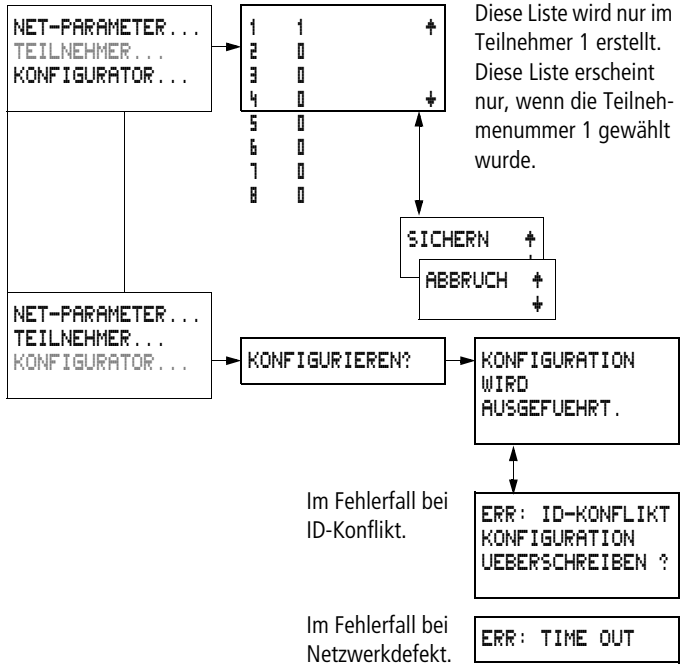 NET-PARAMETER...
TEILNEHMER...
KONFIGURATOR...
1 1
2 0
3 0
4 0
5 0
6 0
7 0
8 0
Diese Liste wird nur im
Teilnehmer 1 erstellt.
Diese Liste erscheint
nur, wenn die Teilneh-
menummer 1 gewählt
wurde.
SICHERN
ABBRUCH
NET-PARAMETER...
TEILNEHMER...
KONFIGURATOR...
KONFIGURIEREN?
KONFIGURATION
WIRD
AUSGEFUEHRT.
Im Fehlerfall bei
ID-Konflikt.
ERR: ID-KONFLIKT
KONFIGURATION
UEBERSCHREIBEN ?
Im Fehlerfall bei
Netzwerkdefekt.
ERR: TIME OUT